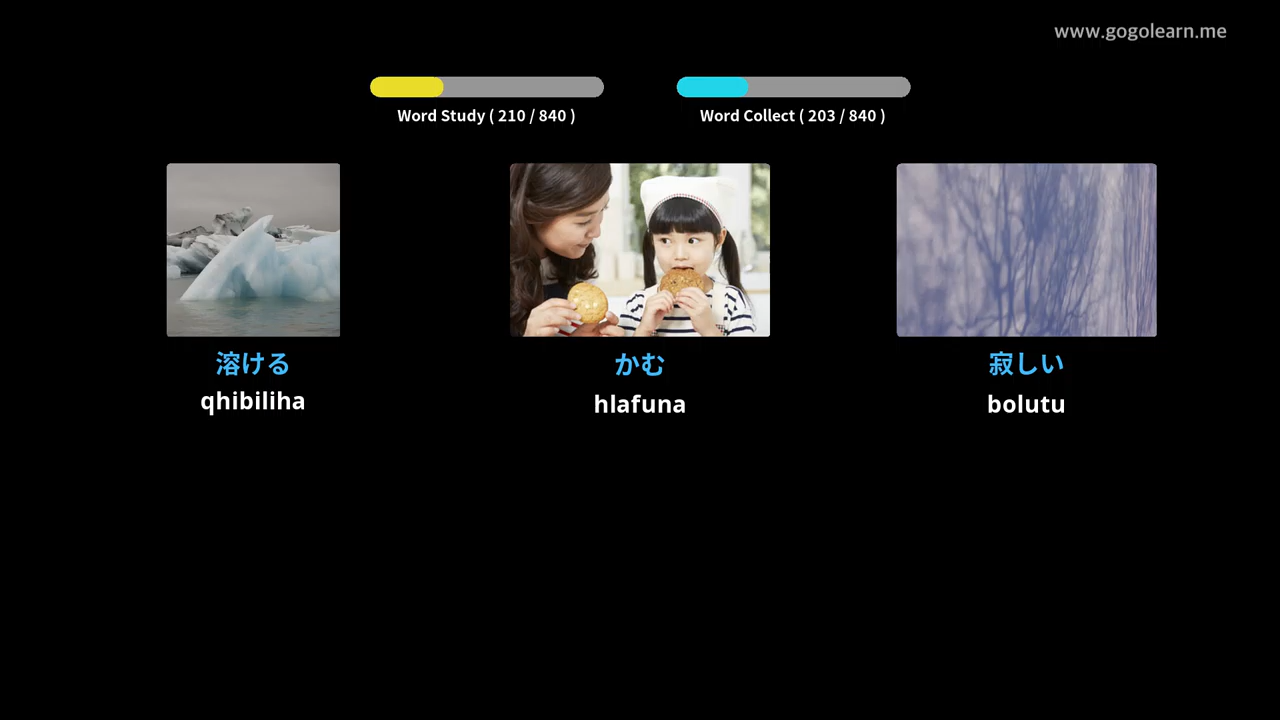 www.gogolearn.me
Word Study ( 210 / 840 )
Word Collect ( 203 / 840 )
溶ける
qhibiliha
かむ
hlafuna
寂しい
bolutu